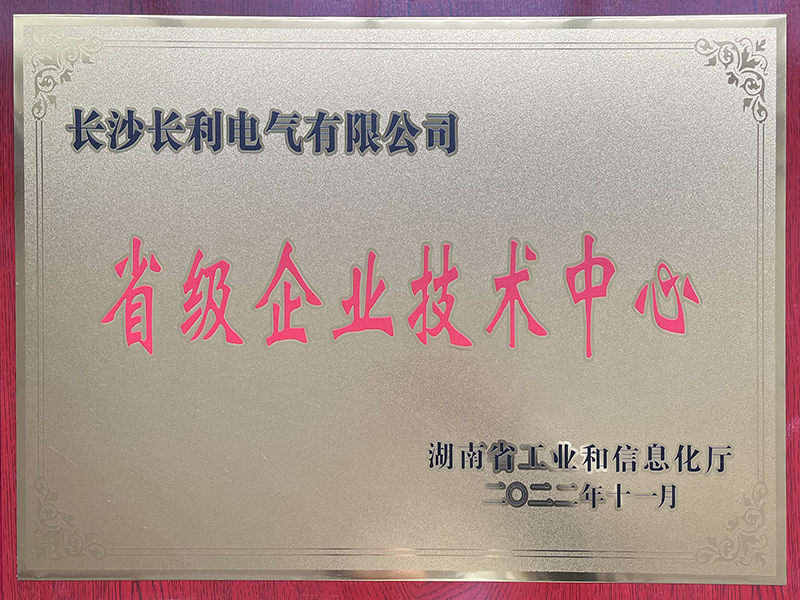 长沙长利电气有限公司
省级企业技术中心
湖南省工业和信息化厅
二〇二二年十一月